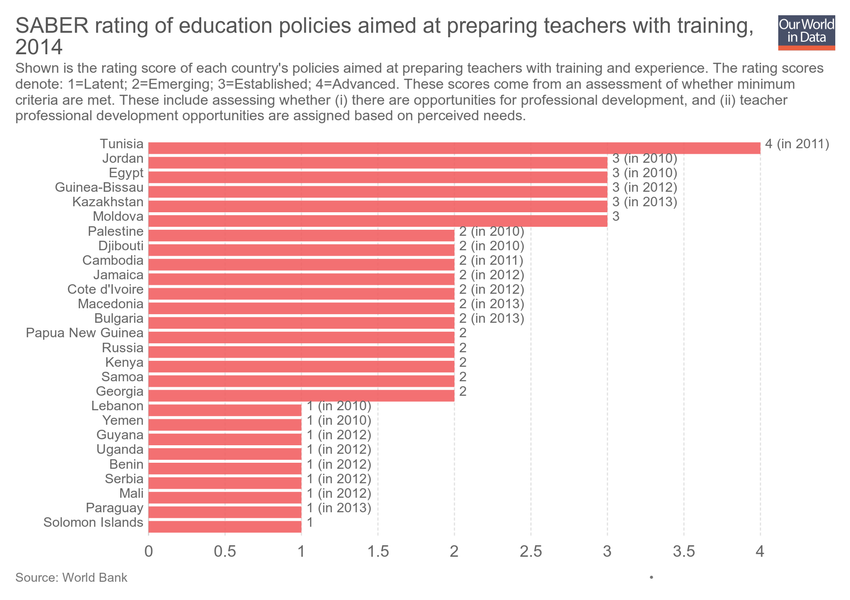 SABER rating of education policies aimed at preparing teachers with training,
2014
Our World
in Data
Shown is the rating score of each country's policies aimed at preparing teachers with training and experience. The rating scores
denote: 1=Latent; 2=Emerging; 3=Established; 4=Advanced. These scores come from an assessment of whether minimum
criteria are met. These include assessing whether (i) there are opportunities for professional development, and (ii) teacher
professional development opportunities are assigned based on perceived needs.
Tunisia 4 (in 2011)
Jordan 3 (in 2010)
Egypt 3 (in 2010)
Guinea-Bissau 3 (in 2012)
Kazakhstan 3 (in 2013)
Moldova 3
Palestine 2 (in 2010)
Djibouti 2 (in 2010)
Cambodia 2 (in 2011)
Jamaica 2 (in 2012)
Cote d'Ivoire 2 (in 2012)
Macedonia 2 (in 2013)
Bulgaria 2 (in 2013)
Papua New Guinea 2
Russia 2
Kenya 2
Samoa 2
Georgia 2
Lebanon 1 (in 2010)
Yemen 1 (in 2010)
Guyana 1 (in 2012)
Uganda 1 (in 2012)
Benin 1 (in 2012)
Serbia 1 (in 2012)
Mali 1 (in 2012)
Paraguay 1 (in 2013)
Solomon Islands 1
0 0.5 1 1.5 2 2.5 3 3.5 4
Source: World Bank